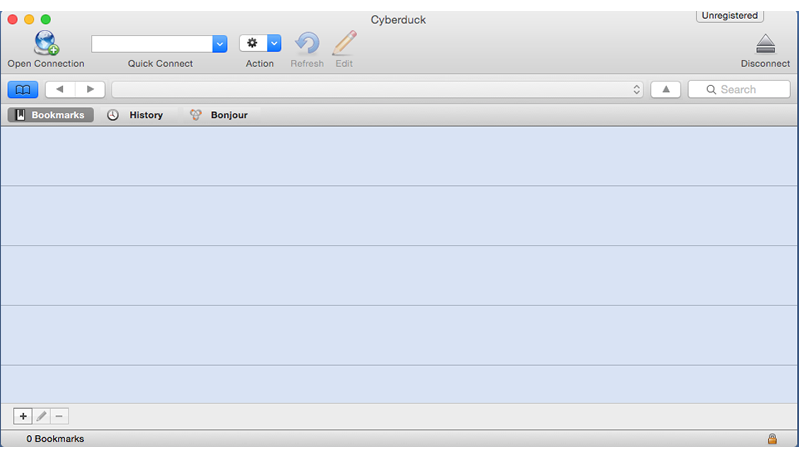 Cyberduck
Unregistered
Open Connection
Quick Connect
Action
Refresh
Edit
Disconnect
Search
Bookmarks
History
Bonjour
0 Bookmarks